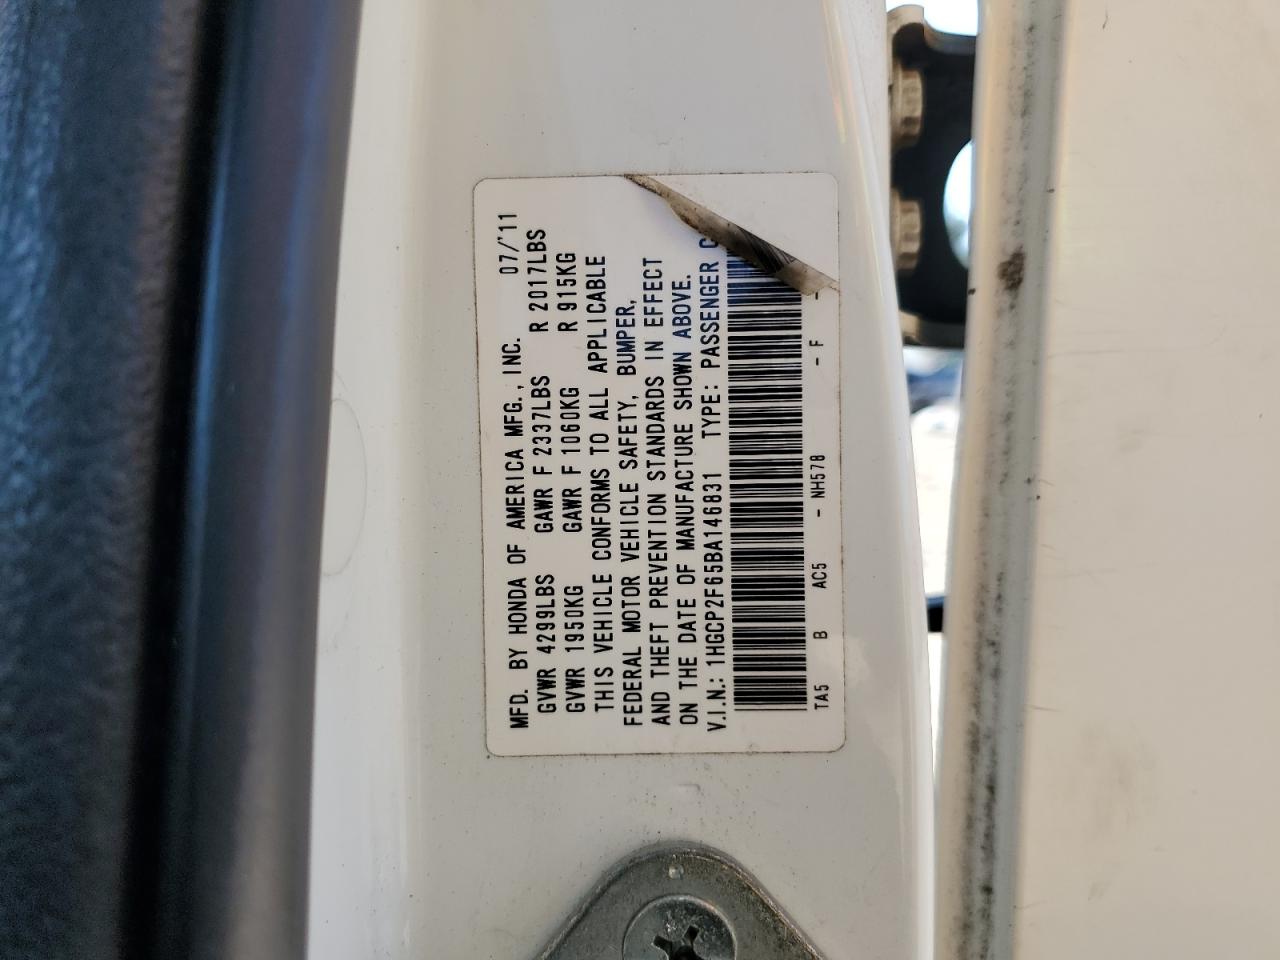 MFD. BY HONDA OF AMERICA MFG., INC. 07/'11
GVWR 4299LBS GAWR F 2337LBS R 2017LBS
GVWR 1950KG GAWR F 1060KG R 915KG
THIS VEHICLE CONFORMS TO ALL APPLICABLE
FEDERAL MOTOR VEHICLE SAFETY, BUMPER,
AND THEFT PREVENTION STANDARDS IN EFFECT
ON THE DATE OF MANUFACTURE SHOWN ABOVE.
V.I.N.: 1HGCP2F65BA146831 TYPE: PASSENGER C
TA5 B AC5 - NH578 - F -